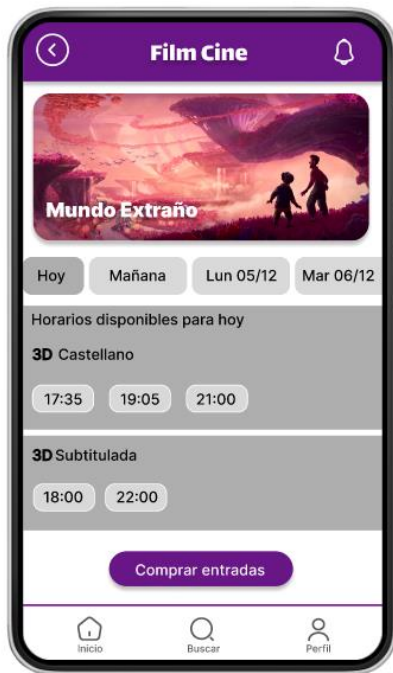 Film Cine
Mundo Extraño
Hoy Mañana Lun 05/12 Mar 06/12
Horarios disponibles para hoy
3D Castellano
17:35 19:05 21:00
3D Subtitulada
18:00 22:00
Comprar entradas
Inicio Buscar Perfil